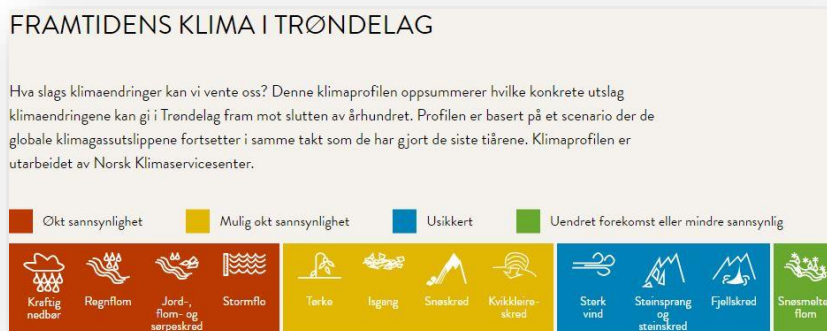 FRAMTIDENS KLIMA I TRØNDELAG
Hva slags klimaendringer kan vi vente oss? Denne klimaprofilen oppsummerer hvilke konkrete utslag
klimaendringene kan gi i Trøndelag fram mot slutten av århundret. Profilen er basert på et scenario der de
globale klimagassutslippene fortsetter i samme takt som de har gjort de siste tiårene. Klimaprofilen er
utarbeidet av Norsk Klimaservicesenter.
Økt sannsynlighet
Mulig økt sannsynlighet
Usikkert
Uendret forekomst eller mindre sannsynlig
Kraftig
nedbør
Regnflom
Jord-,
flom- og
sørpeskred
Stormflo
Tørke
Isgang
Snøskred
Kvikkleire-
skred
Sterk
vind
Steinsprang
og
steinskred
Fjellskred
Snøsmelte
flom